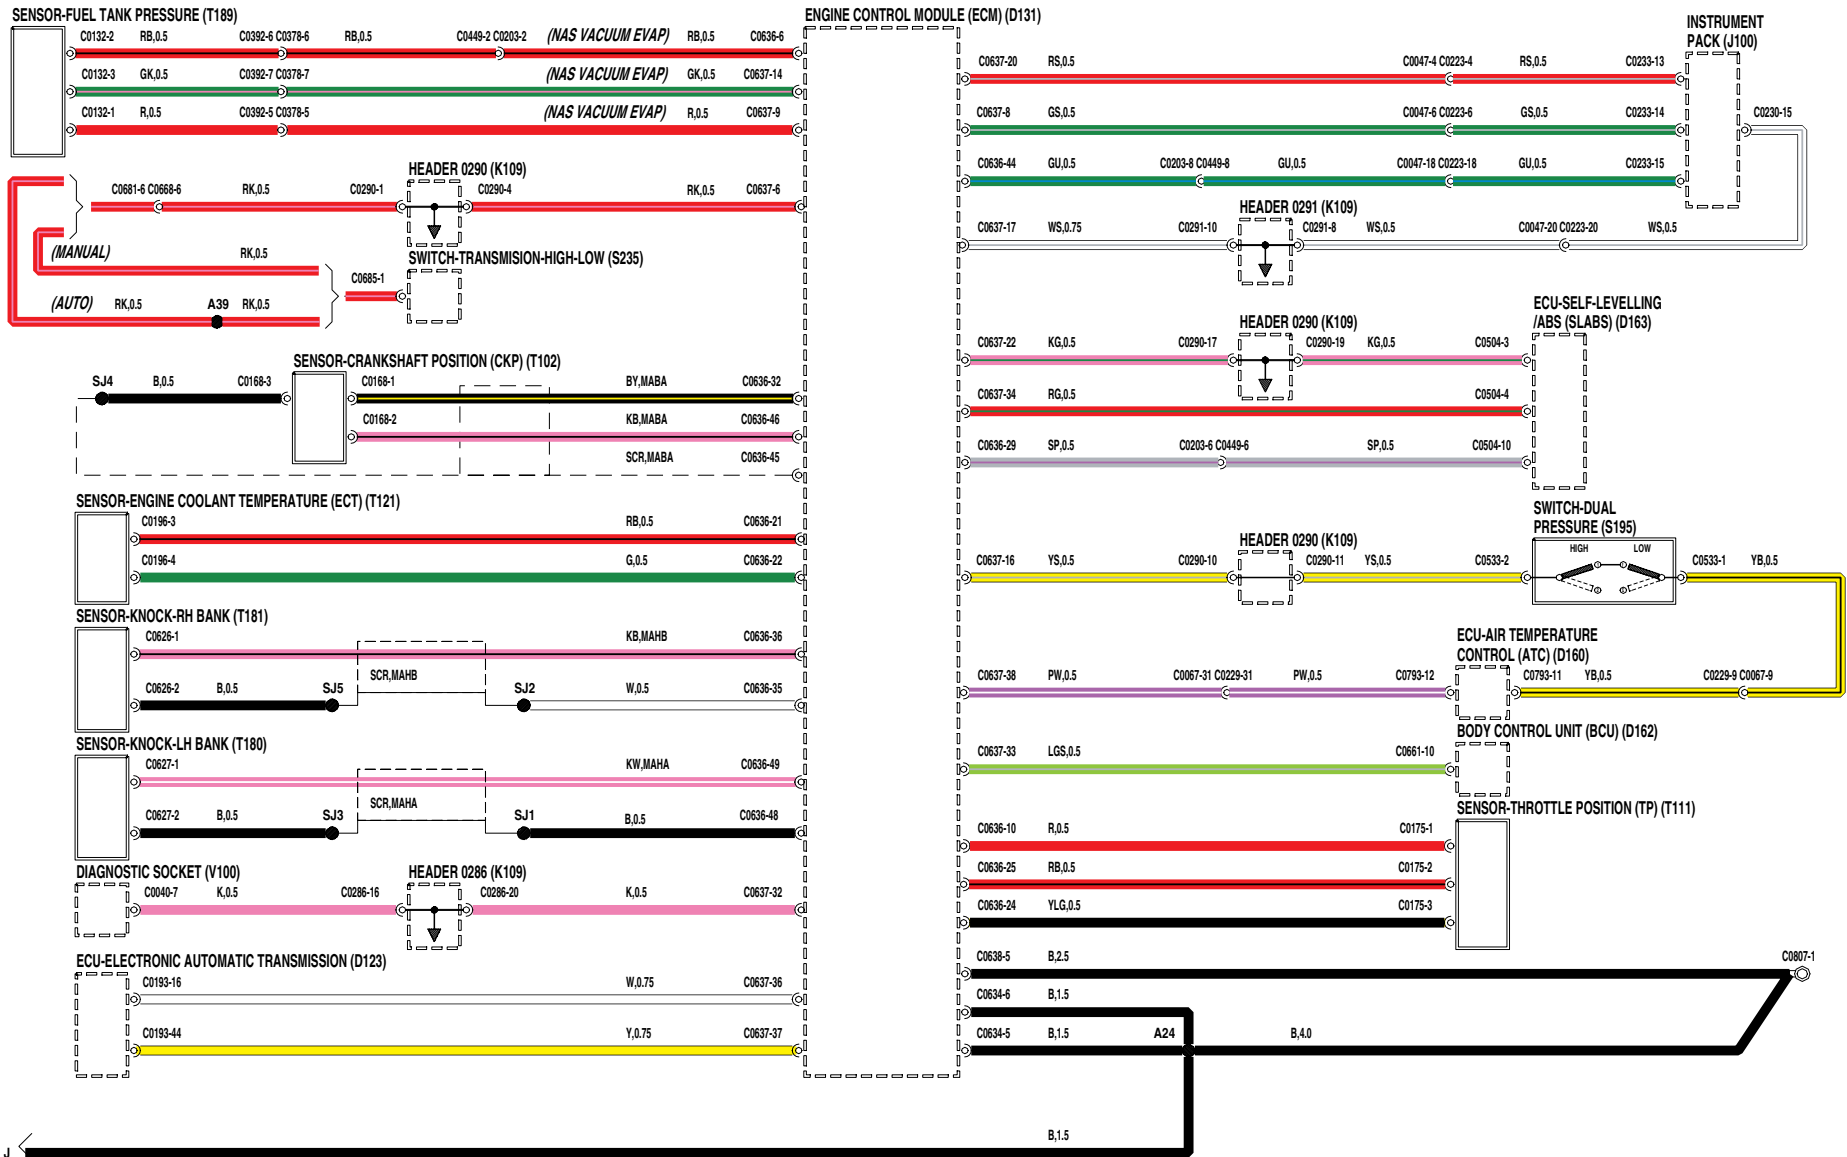 SENSOR-FUEL TANK PRESSURE (T189)
C0132-2 RB,0.5 C0392-6 C0378-6 RB,0.5 C0449-2 C0203-2 (NAS VACUUM EVAP) RB,0.5 C0636-6
C0132-3 GK,0.5 C0392-7 C0378-7 (NAS VACUUM EVAP) GK,0.5 C0637-14
C0132-1 R,0.5 C0392-5 C0378-5 (NAS VACUUM EVAP) R,0.5 C0637-9
HEADER 0290 (K109)
C0681-6 C0668-6 RK,0.5 C0290-1 C0290-4 RK,0.5 C0637-6
(MANUAL) RK,0.5
SWITCH-TRANSMISION-HIGH-LOW (S235)
C0685-1
(AUTO) RK,0.5 A39 RK,0.5
SENSOR-CRANKSHAFT POSITION (CKP) (T102)
SJ4 B,0.5 C0168-3 C0168-1 BY,MABA C0636-32
C0168-2 KB,MABA C0636-46
SCR,MABA C0636-45
SENSOR-ENGINE COOLANT TEMPERATURE (ECT) (T121)
C0196-3 RB,0.5 C0636-21
C0196-4 G,0.5 C0636-22
SENSOR-KNOCK-RH BANK (T181)
C0626-1 KB,MAHB C0636-36
SCR,MAHB
C0626-2 B,0.5 SJ5 SJ2 W,0.5 C0636-35
SENSOR-KNOCK-LH BANK (T180)
C0627-1 KW,MAHA C0636-49
SCR,MAHA
C0627-2 B,0.5 SJ3 SJ1 B,0.5 C0636-48
DIAGNOSTIC SOCKET (V100)
HEADER 0286 (K109)
C0040-7 K,0.5 C0286-16 C0286-20 K,0.5 C0637-32
ECU-ELECTRONIC AUTOMATIC TRANSMISSION (D123)
C0193-16 W,0.75 C0637-36
C0193-44 Y,0.75 C0637-37
ENGINE CONTROL MODULE (ECM) (D131)
INSTRUMENT
PACK (J100)
C0637-20 RS,0.5 C0047-4 C0223-4 RS,0.5 C0233-13
C0637-8 GS,0.5 C0047-6 C0223-6 GS,0.5 C0233-14 C0230-15
C0636-44 GU,0.5 C0203-8 C0449-8 GU,0.5 C0047-18 C0223-18 GU,0.5 C0233-15
HEADER 0291 (K109)
C0637-17 WS,0.75 C0291-10 C0291-8 WS,0.5 C0047-20 C0223-20 WS,0.5
ECU-SELF-LEVELLING
/ABS (SLABS) (D163)
HEADER 0290 (K109)
C0637-22 KG,0.5 C0290-17 C0290-19 KG,0.5 C0504-3
C0637-34 RG,0.5 C0504-4
C0636-29 SP,0.5 C0203-6 C0449-6 SP,0.5 C0504-10
SWITCH-DUAL
PRESSURE (S195)
HEADER 0290 (K109)
HIGH LOW
C0637-16 YS,0.5 C0290-10 C0290-11 YS,0.5 C0533-2 C0533-1 YB,0.5
ECU-AIR TEMPERATURE
CONTROL (ATC) (D160)
C0637-38 PW,0.5 C0067-31 C0229-31 PW,0.5 C0793-12 C0793-11 YB,0.5 C0229-9 C0067-9
BODY CONTROL UNIT (BCU) (D162)
C0637-33 LGS,0.5 C0661-10
SENSOR-THROTTLE POSITION (TP) (T111)
C0636-10 R,0.5 C0175-1
C0636-25 RB,0.5 C0175-2
C0636-24 YLG,0.5 C0175-3
C0638-5 B,2.5 C0807-1
C0634-6 B,1.5
C0634-5 B,1.5 A24 B,4.0
B,1.5
J